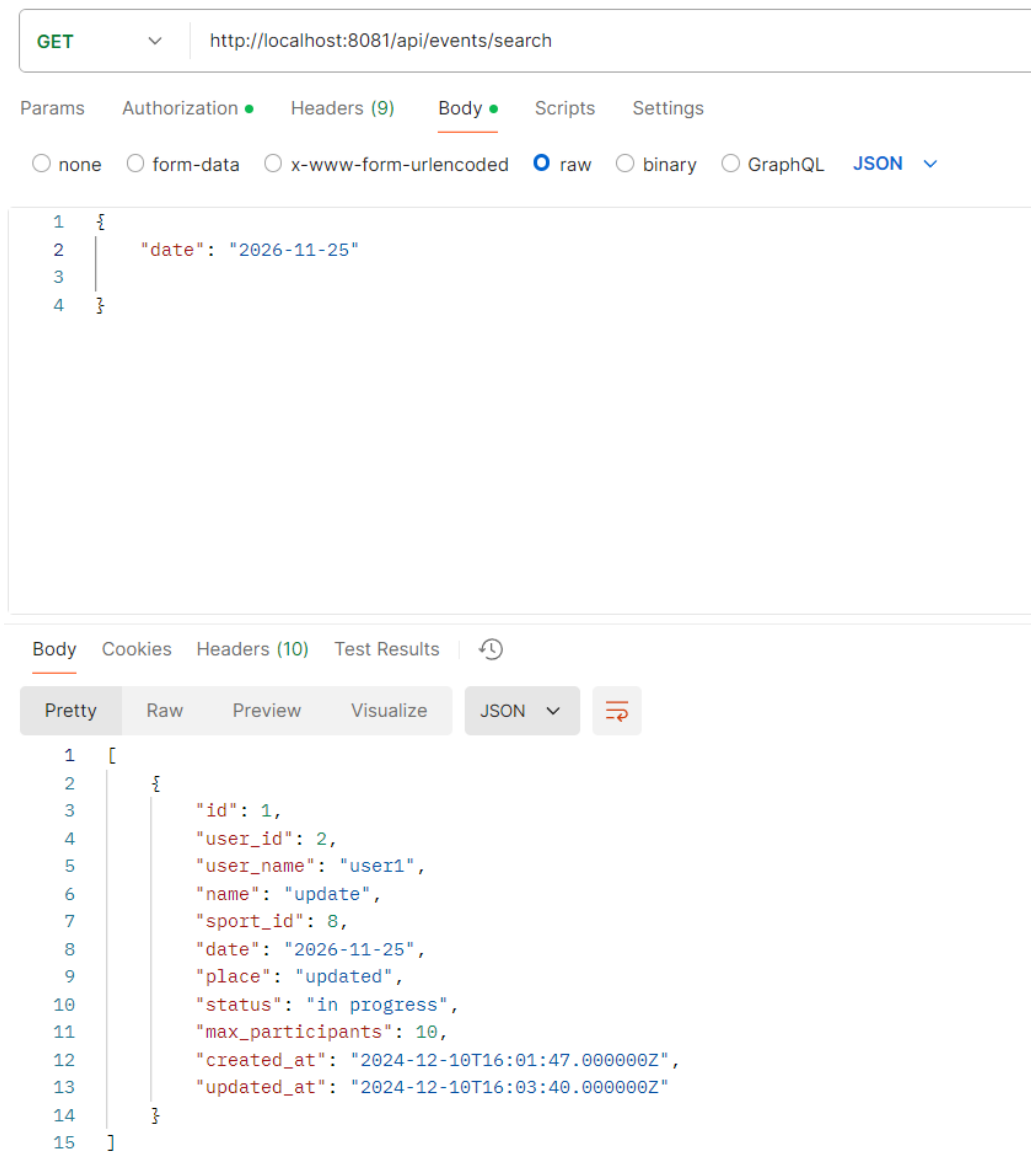 GET http://localhost:8081/api/events/search
Params Authorization Headers (9) Body Scripts Settings
none form-data x-www-form-urlencoded raw binary GraphQL JSON
1 {
2 "date": "2026-11-25"
3
4 }
Body Cookies Headers (10) Test Results
Pretty Raw Preview Visualize JSON
1 [
2 {
3 "id": 1,
4 "user_id": 2,
5 "user_name": "user1",
6 "name": "update",
7 "sport_id": 8,
8 "date": "2026-11-25",
9 "place": "updated",
10 "status": "in progress",
11 "max_participants": 10,
12 "created_at": "2024-12-10T16:01:47.000000Z",
13 "updated_at": "2024-12-10T16:03:40.000000Z"
14 }
15 ]